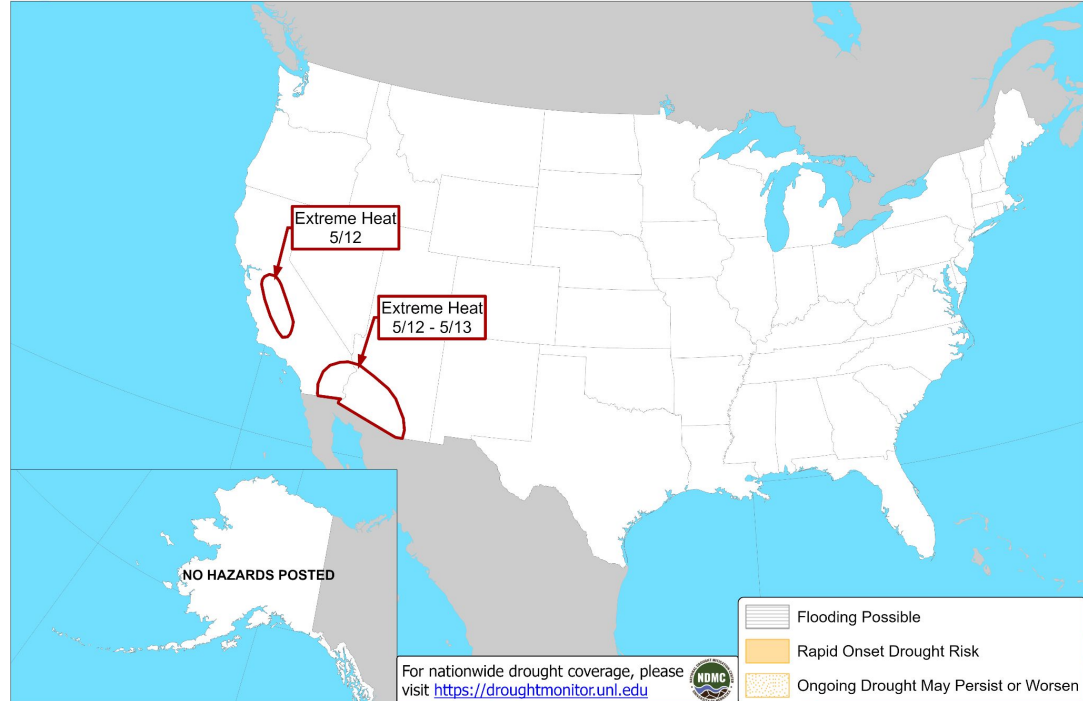 Extreme Heat
5/12
Extreme Heat
5/12 - 5/13
NO HAZARDS POSTED
For nationwide drought coverage, please
visit https://droughtmonitor.unl.edu
NDMC
Flooding Possible
Rapid Onset Drought Risk
Ongoing Drought May Persist or Worsen